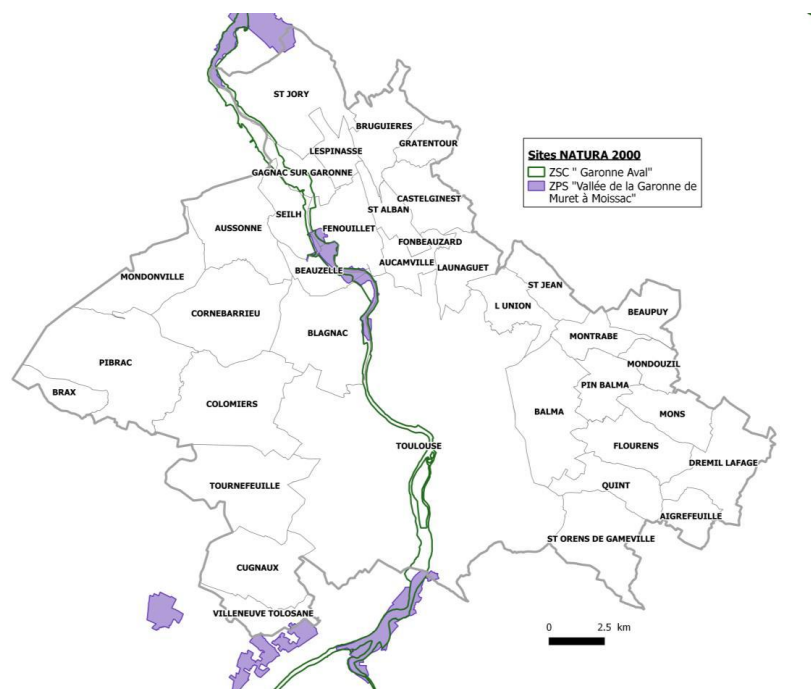 ST JORY
BRUGUIERES
LESPINASSE
GRATENTOUR
GAGNAC SUR GARONNE
Sites NATURA 2000
ZSC " Garonne Aval"
ZPS "Vallée de la Garonne de
Muret à Moissac"
CASTELGINEST
ST ALBAN
SEILH
AUSSONNE
FENOUILLET
FONBEAUZARD
AUCAMVILLE
LAUNAGUET
BEAUZELLE
MONDONVILLE
ST JEAN
L UNION
BEAUPUY
CORNEBARRIEU
BLAGNAC
MONTRABE
PIBRAC
MONDOUZIL
PIN BALMA
BRAX
COLOMIERS
BALMA
MONS
TOULOUSE
FLOURENS
DREMIL LAFAGE
TOURNEFEUILLE
QUINT
AIGREFEUILLE
ST ORENS DE GAMEVILLE
CUGNAUX
VILLENEUVE TOLOSANE
0 2.5 km